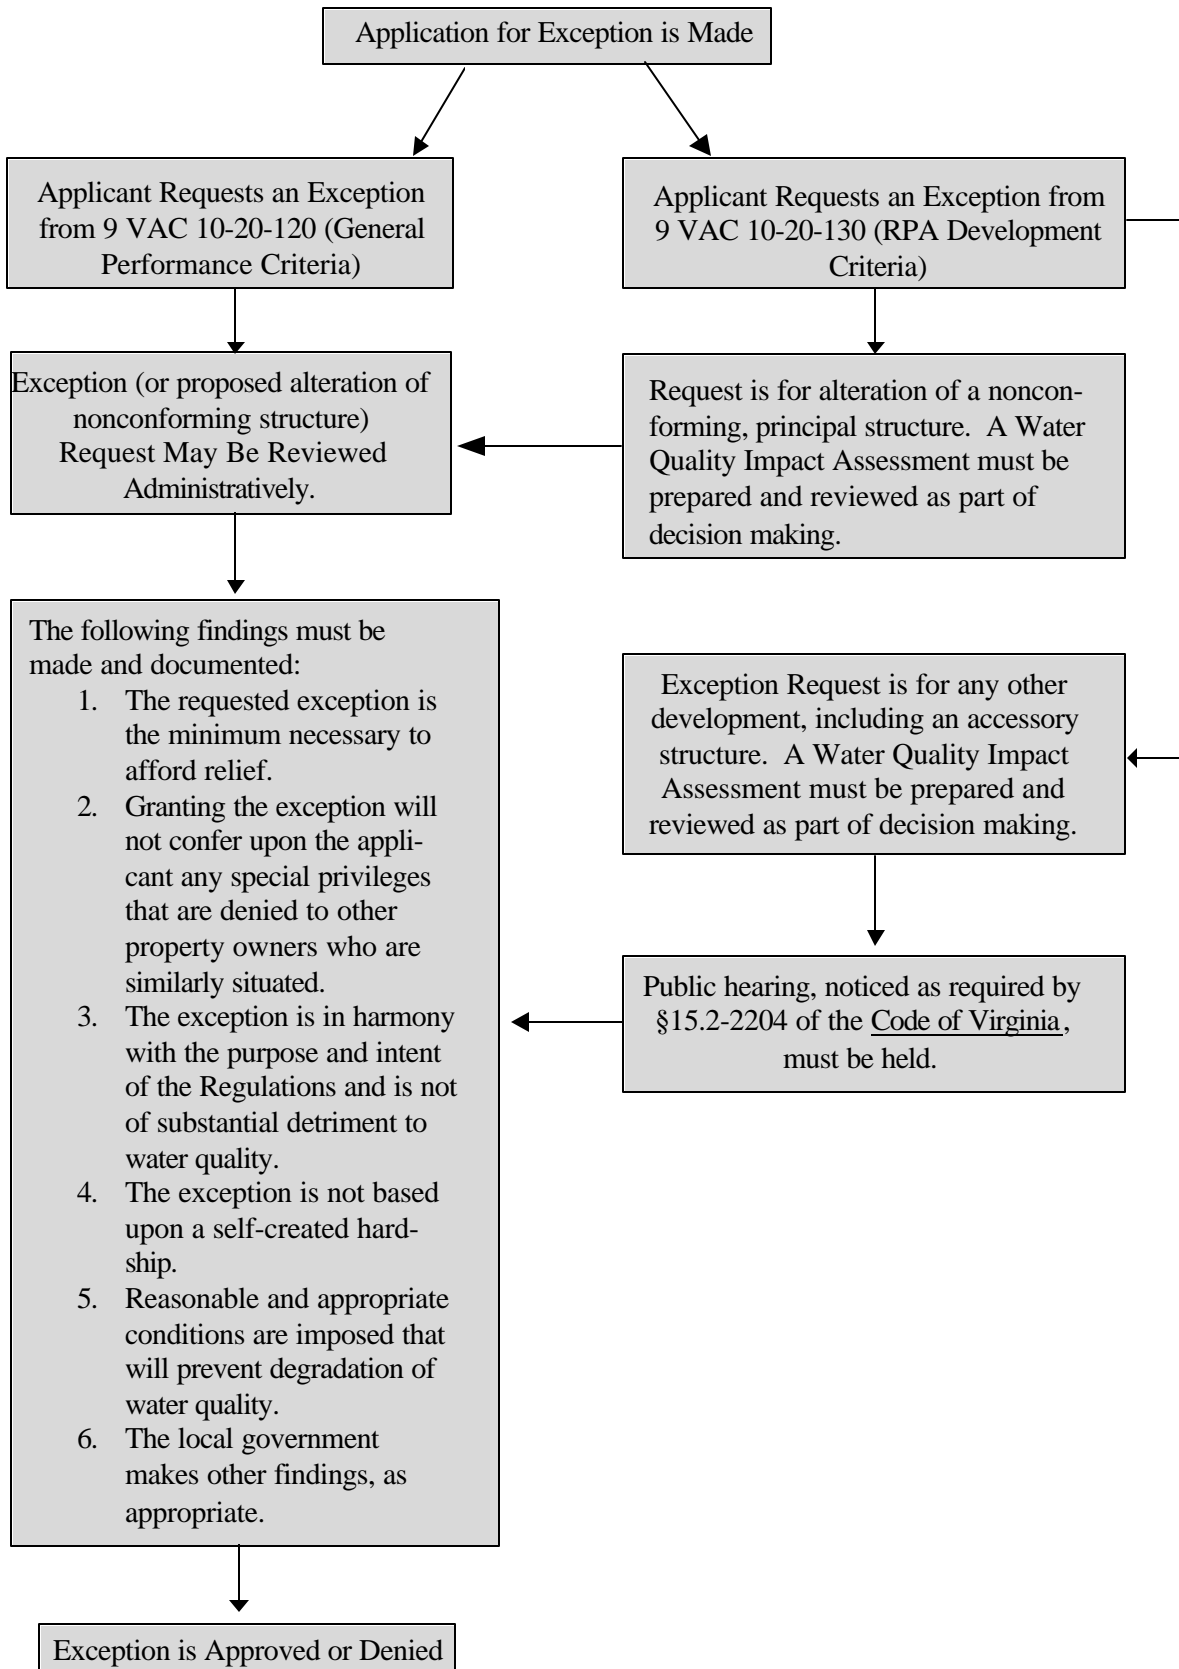 Application for Exception is Made
Applicant Requests an Exception
from 9 VAC 10-20-120 (General
Performance Criteria)
Applicant Requests an Exception from
9 VAC 10-20-130 (RPA Development
Criteria)
Exception (or proposed alteration of
nonconforming structure)
Request May Be Reviewed
Administratively.
Request is for alteration of a noncon-
forming, principal structure. A Water
Quality Impact Assessment must be
prepared and reviewed as part of
decision making.
The following findings must be
made and documented:
1. The requested exception is
the minimum necessary to
afford relief.
2. Granting the exception will
not confer upon the appli-
cant any special privileges
that are denied to other
property owners who are
similarly situated.
3. The exception is in harmony
with the purpose and intent
of the Regulations and is not
of substantial detriment to
water quality.
4. The exception is not based
upon a self-created hard-
ship.
5. Reasonable and appropriate
conditions are imposed that
will prevent degradation of
water quality.
6. The local government
makes other findings, as
appropriate.
Exception Request is for any other
development, including an accessory
structure. A Water Quality Impact
Assessment must be prepared and
reviewed as part of decision making.
Public hearing, noticed as required by
§15.2-2204 of the Code of Virginia,
must be held.
Exception is Approved or Denied